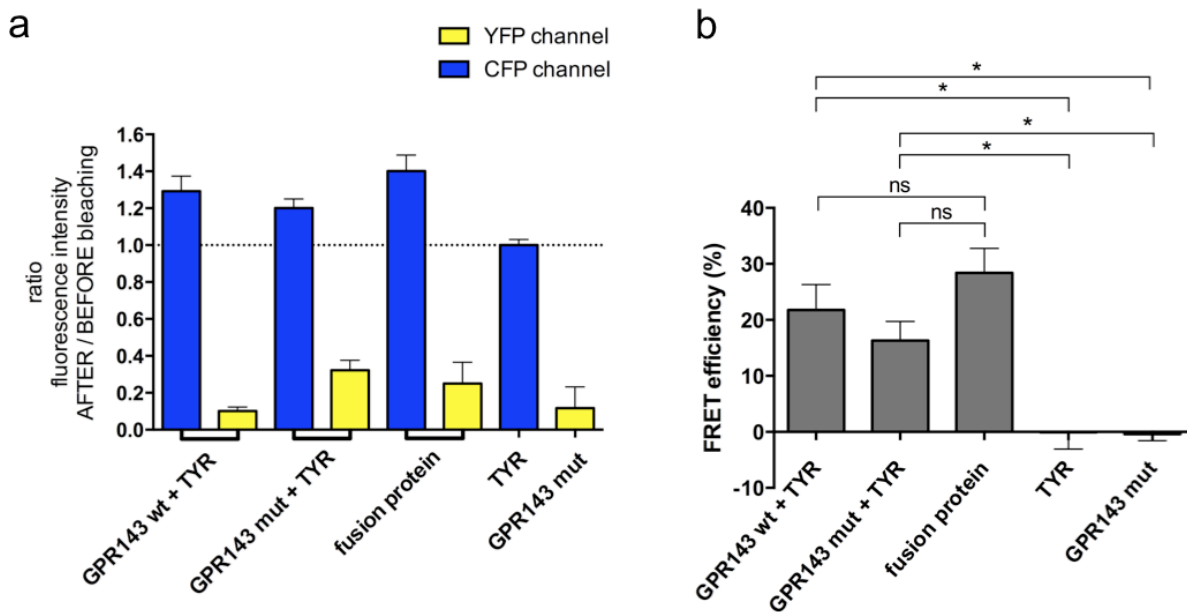 a
YFP channel
CFP channel
ratio
fluorescence intensity
AFTER / BEFORE bleaching
1.6
1.4
1.2
1.0
0.8
0.6
0.4
0.2
0.0
GPR143 wt + TYR
GPR143 mut + TYR
fusion protein
TYR
GPR143 mut
b
*
*
*
*
ns
ns
FRET efficiency (%)
40
30
20
10
0
-10
GPR143 wt + TYR
GPR143 mut + TYR
fusion protein
TYR
GPR143 mut